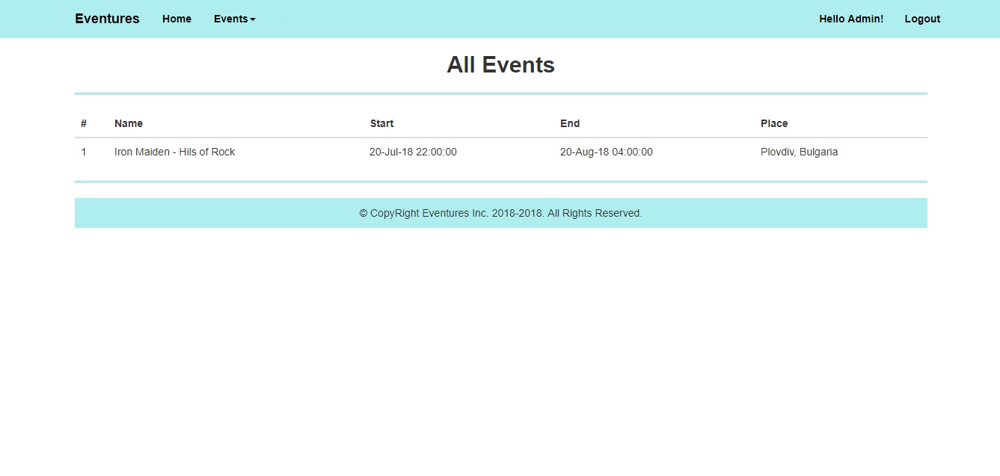 Eventures Home Events Hello Admin! Logout
All Events
# Name Start End Place
1 Iron Maiden - Hils of Rock 20-Jul-18 22:00:00 20-Aug-18 04:00:00 Plovdiv, Bulgaria
© CopyRight Eventures Inc. 2018-2018. All Rights Reserved.